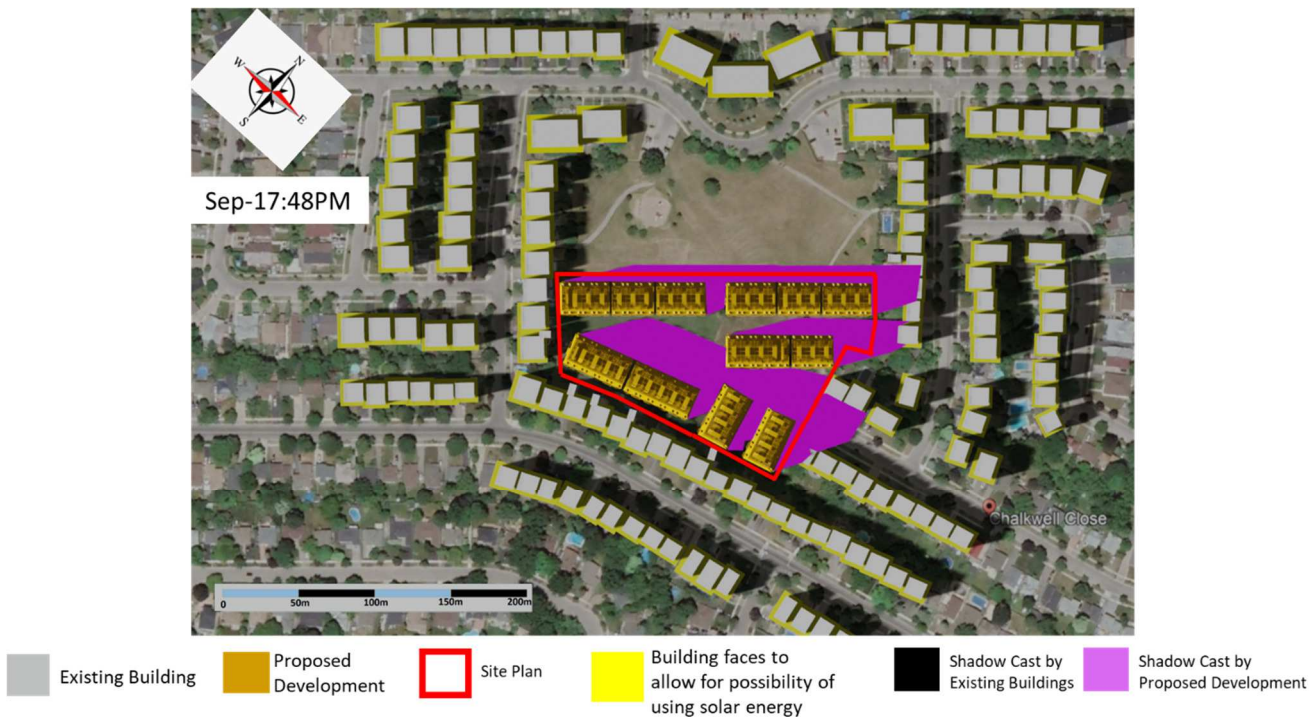 W
N
S
E
Sep-17:48PM
Chalkwell Close
0
50m
100m
150m
200m
Existing Building
Proposed
Development
Site Plan
Building faces to
allow for possibility of
using solar energy
Shadow Cast by
Existing Buildings
Shadow Cast by
Proposed Development